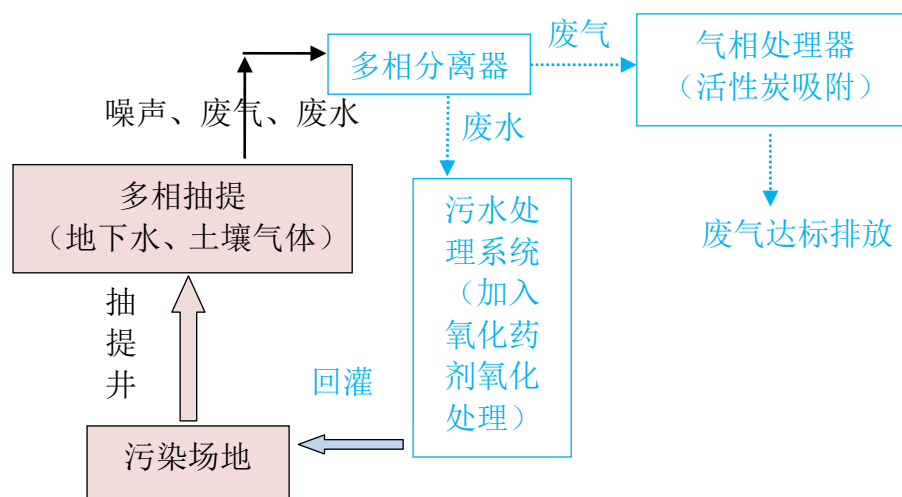 废气
多相分离器
气相处理器
（活性炭吸附）
噪声、废气、废水
废水
多相抽提
（地下水、土壤气体）
污水处
理系统
（加入
氧化药
剂氧化
处理）
废气达标排放
抽
提
井
回灌
污染场地